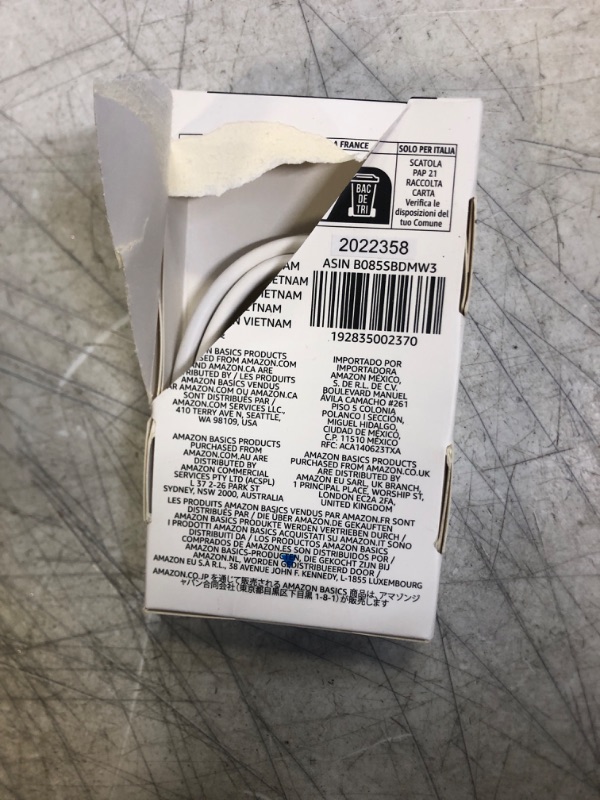 A FRANCE
SOLO PER ITALIA
BAC
DE
TRI
SCATOLA
PAP 21
RACCOLTA
CARTA
Verifica le
disposizioni del
tuo Comune
2022358
ASIN B085SBDMW3
192835002370
AM
ETNAM
IETNAM
ETNAM
N VIETNAM
N BASICS PRODUCTS
SED FROM AMAZON.COM
AND AMAZON.CA ARE
RIBUTED BY / LES PRODUITS
AMAZON BASICS VENDUS
AR AMAZON.COM OU AMAZON.CA
SONT DISTRIBUÉS PAR /
AMAZON.COM SERVICES LLC.,
410 TERRY AVE N, SEATTLE,
WA 98109, USA
IMPORTADO POR
IMPORTADORA
AMAZON MÉXICO,
S. DE R.L. DE C.V.
BOULEVARD MANUEL
ÁVILA CAMACHO #261
PISO 5 COLONIA
POLANCO I SECCIÓN,
MIGUEL HIDALGO,
CIUDAD DE MÉXICO
C.P. 11510 MÉXICO
RFC: ACA140623TXA
AMAZON BASICS PRODUCTS
PURCHASED FROM
AMAZON.COM.AU ARE
DISTRIBUTED BY
AMAZON COMMERCIAL
SERVICES PTY LTD (ACSPL)
L 37 2-26 PARK ST
SYDNEY, NSW 2000, AUSTRALIA
AMAZON BASICS PRODUCTS
PURCHASED FROM AMAZON.CO.UK
ARE DISTRIBUTED BY
AMAZON EU SARL, UK BRANCH,
1 PRINCIPAL PLACE, WORSHIP ST,
LONDON EC2A 2FA,
UNITED KINGDOM
LES PRODUITS AMAZON BASICS VENDUS PAR AMAZON.FR SONT
DISTRIBUÉS PAR / DIE ÜBER AMAZON.DE GEKAUFTEN
AMAZON BASICS PRODUKTE WERDEN VERTRIEBEN DURCH /
I PRODOTTI AMAZON BASICS ACQUISTATI SU AMAZON.IT SONO
DISTRIBUITI DA / LOS PRODUCTOS AMAZON BASICS
COMPRADOS DE AMAZON.ES SON DISTRIBUIDOS POR /
AMAZON BASICS-PRODUCTEN, DIE GEKOCHT ZIJN BIJ
AMAZON.NL, WORDEN GEDISTRIBUEERD DOOR /
AMAZON EU S.À R.L., 38 AVENUE JOHN F. KENNEDY, L-1855 LUXEMBOURG
AMAZON.CO.JP を通じて販売される AMAZON BASICS 商品は、アマゾンジ
ャパン合同会社（東京都目黒区下目黒 1-8-1）が販売します